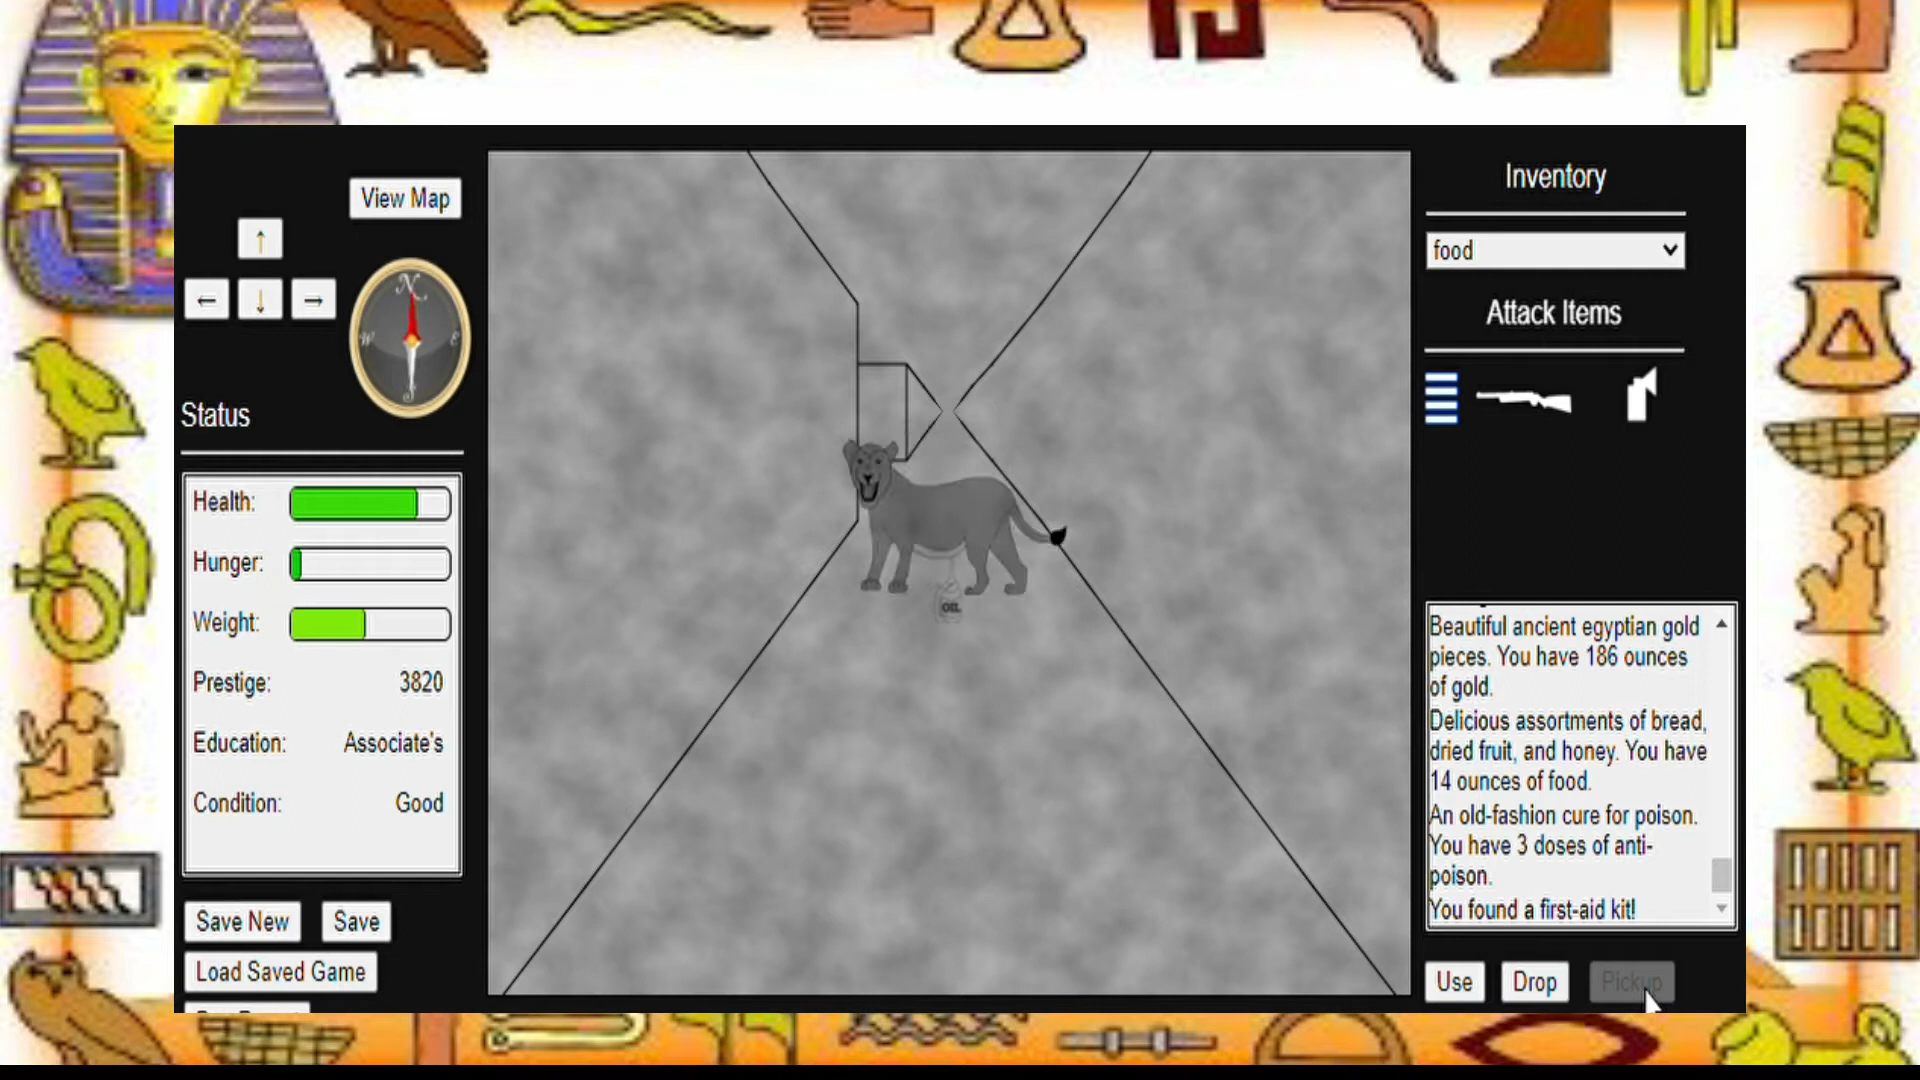 View Map
↑
← ↓ →
N
W E
S
Status
Health:
Hunger:
Weight:
Prestige: 3820
Education: Associate's
Condition: Good
Save New Save
Load Saved Game
OIL
Inventory
food
Attack Items
Beautiful ancient egyptian gold
pieces. You have 186 ounces
of gold.
Delicious assortments of bread,
dried fruit, and honey. You have
14 ounces of food.
An old-fashion cure for poison.
You have 3 doses of anti-
poison.
You found a first-aid kit!
Use Drop Pickup